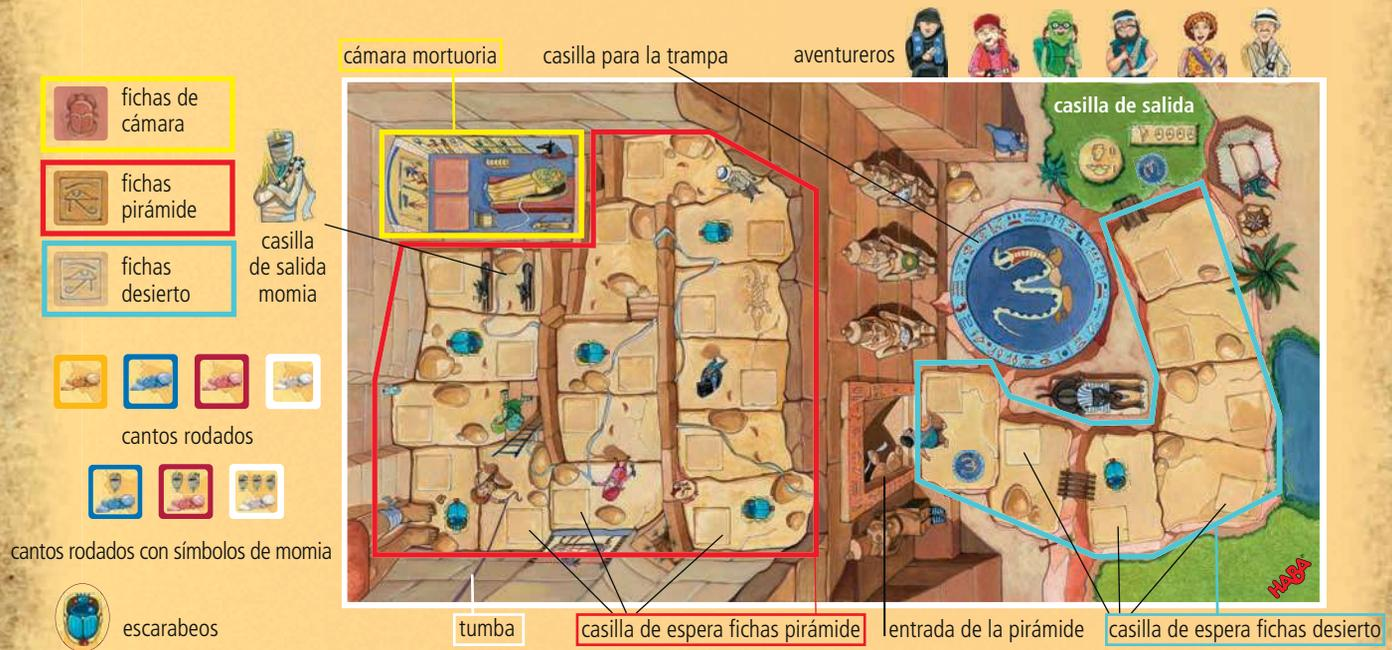 cámara mortuoria
casilla para la trampa
aventureros
casilla de salida
fichas de
cámara
fichas
pirámide
fichas
desierto
casilla
de salida
momia
cantos rodados
cantos rodados con símbolos de momia
escarabeos
tumba
casilla de espera fichas pirámide
entrada de la pirámide
casilla de espera fichas desierto
HABA